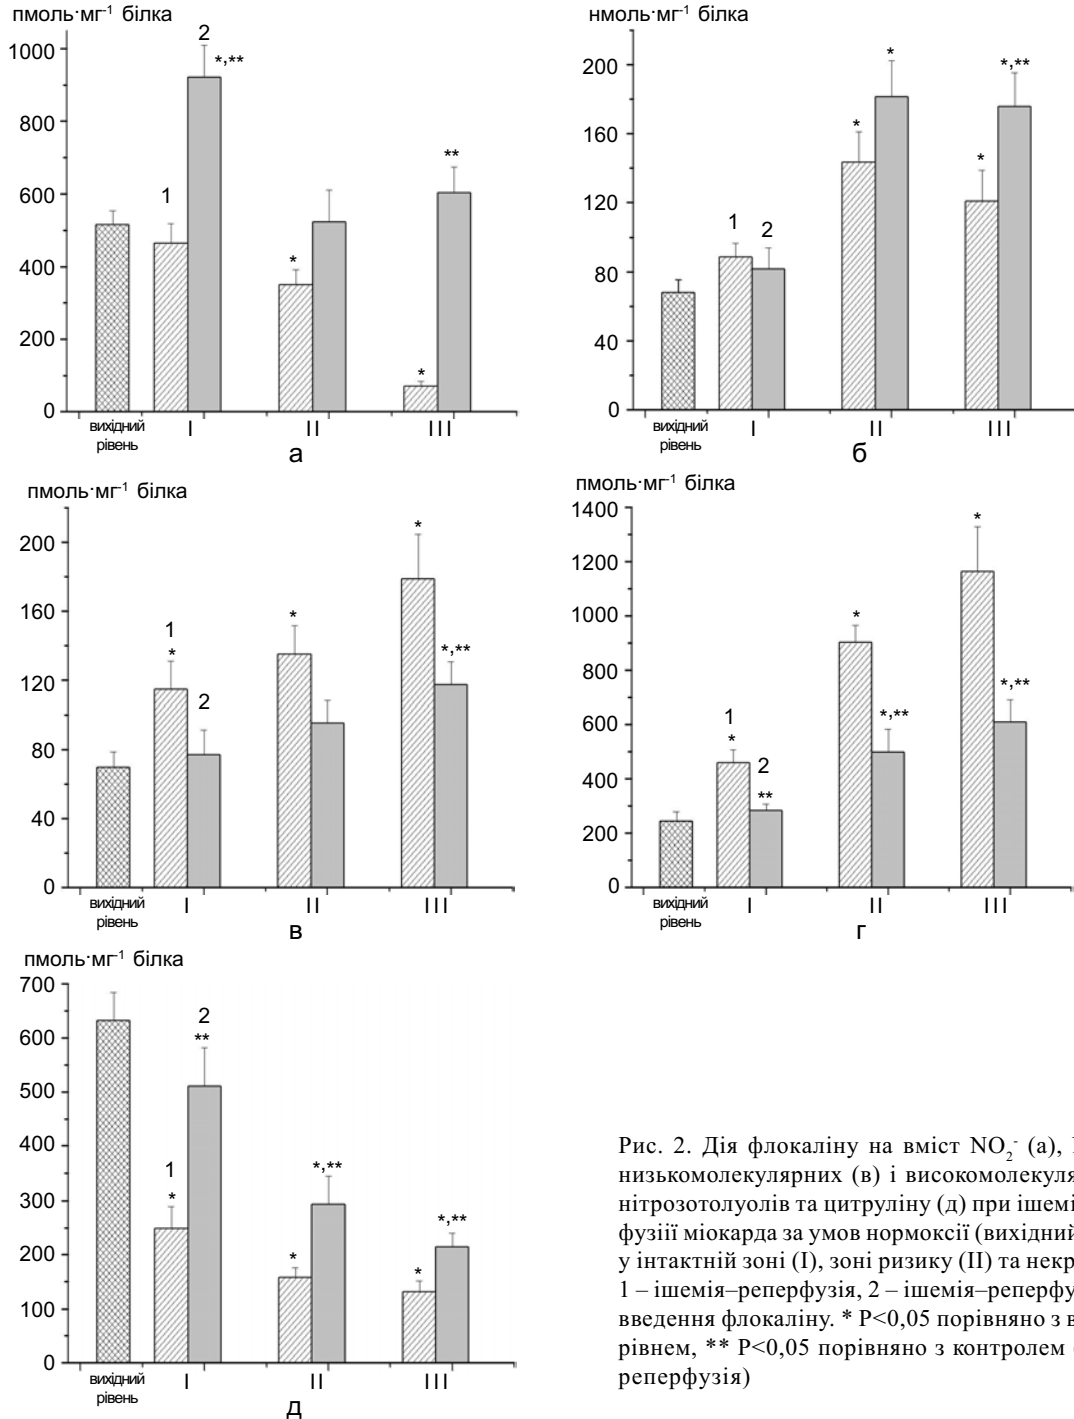 пмоль·мг⁻¹ білка
1000
800
600
400
200
0
1
2
*,**
*
*
**
вихідний
рівень
I
II
III
а
нмоль·мг⁻¹ білка
200
160
120
80
40
0
1
2
*
*
*
*,**
вихідний
рівень
I
II
III
б
пмоль·мг⁻¹ білка
200
160
120
80
40
0
1
*
2
*
*
*,**
вихідний
рівень
I
II
III
в
пмоль·мг⁻¹ білка
1400
1200
1000
800
600
400
200
0
1
*
2
**
*
*,**
*
*,**
вихідний
рівень
I
II
III
г
пмоль·мг⁻¹ білка
700
600
500
400
300
200
100
0
1
*
2
**
*
*,**
*
*,**
вихідний
рівень
I
II
III
д
Рис. 2. Дія флокаліну на вміст NO₂⁻ (а),
низькомолекулярних (в) і високомолекуля
нітрозотолуолів та цитруліну (д) при ішемі
фузіїї міокарда за умов нормоксії (вихідний
у інтактній зоні (I), зоні ризику (II) та некр
1 – ішемія–реперфузія, 2 – ішемія–реперфу
введення флокаліну. * P<0,05 порівняно з в
рівнем, ** P<0,05 порівняно з контролем
реперфузія)